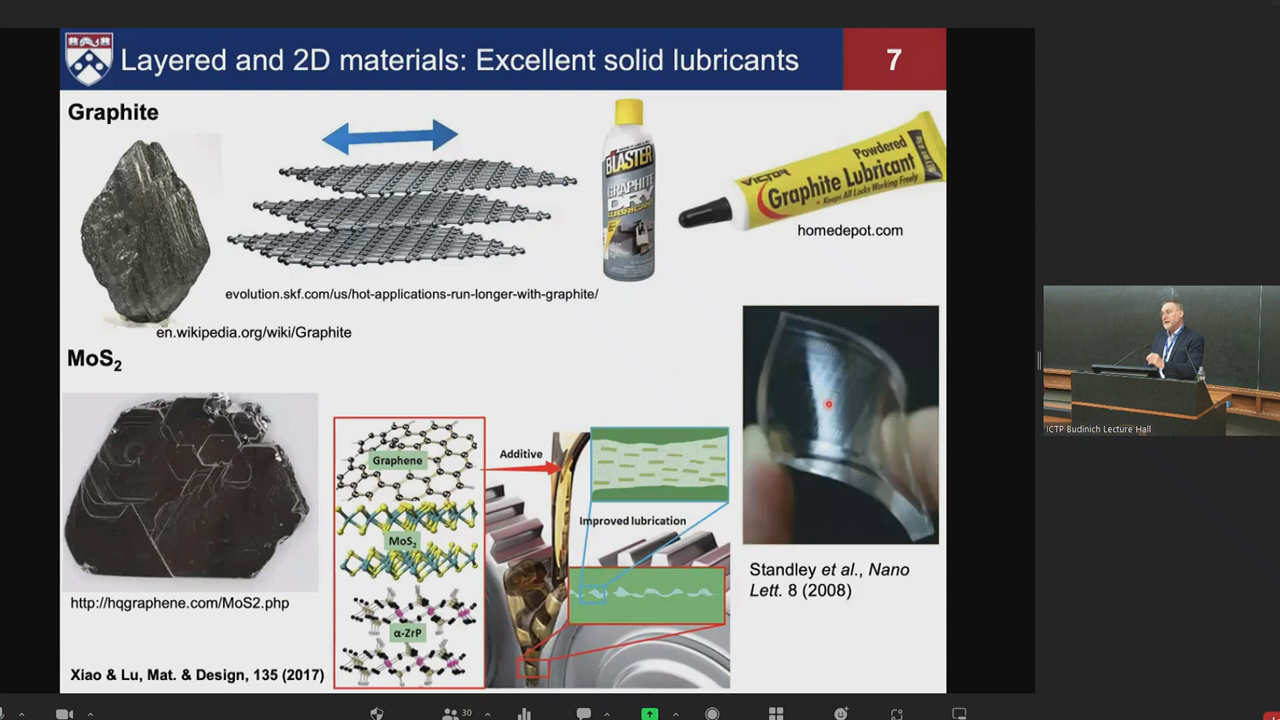 Layered and 2D materials: Excellent solid lubricants
7
Graphite
BLASTER
GRAPHITE
DRY
LUBRICANT
VICTOR
Powdered
Graphite Lubricant
Keeps All Locks Working Freely
homedepot.com
evolution.skf.com/us/hot-applications-run-longer-with-graphite/
en.wikipedia.org/wiki/Graphite
MoS₂
Graphene
MoS₂
α-ZrP
Additive
Improved lubrication
Standley et al., Nano
Lett. 8 (2008)
http://hqgraphene.com/MoS2.php
Xiao & Lu, Mat. & Design, 135 (2017)
ICTP Budinich Lecture Hall
30